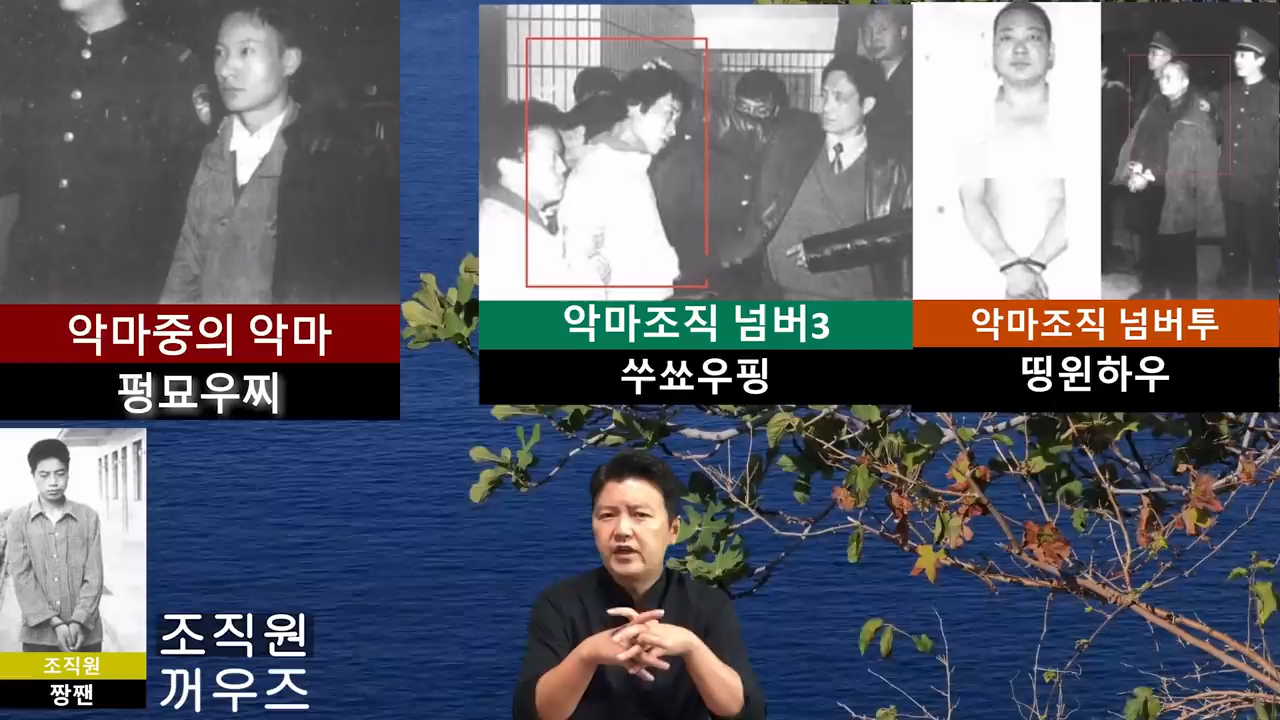 악마중의 악마
펑묘우찌
악마조직 넘버3
쑤쑈우핑
악마조직 넘버투
띵윈하우
조직원
짱짼
조직원
꺼우즈